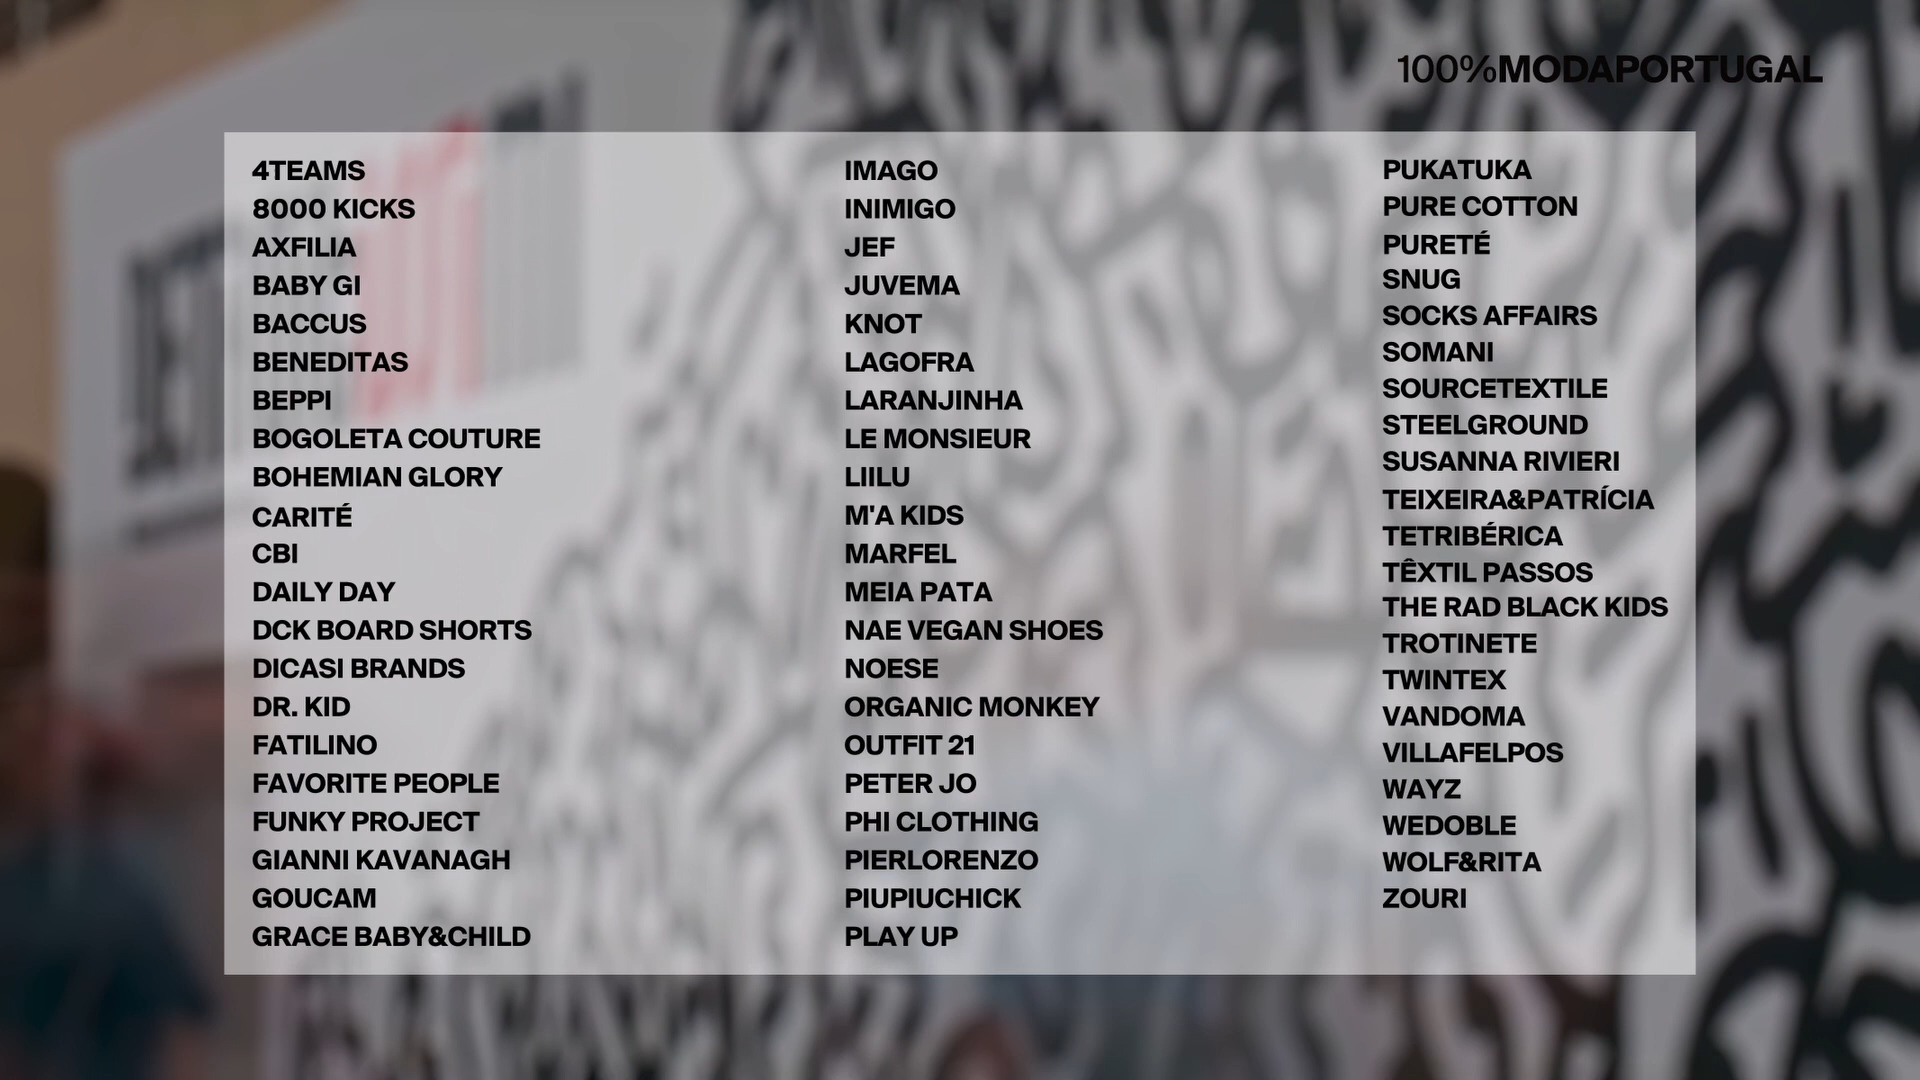 100%MODAPORTUGAL
4TEAMS
8000 KICKS
AXFILIA
BABY GI
BACCUS
BENEDITAS
BEPPI
BOGOLETA COUTURE
BOHEMIAN GLORY
CARITÉ
CBI
DAILY DAY
DCK BOARD SHORTS
DICASI BRANDS
DR. KID
FATILINO
FAVORITE PEOPLE
FUNKY PROJECT
GIANNI KAVANAGH
GOUCAM
GRACE BABY&CHILD
IMAGO
INIMIGO
JEF
JUVEMA
KNOT
LAGOFRA
LARANJINHA
LE MONSIEUR
LIILU
M'A KIDS
MARFEL
MEIA PATA
NAE VEGAN SHOES
NOESE
ORGANIC MONKEY
OUTFIT 21
PETER JO
PHI CLOTHING
PIERLORENZO
PIUPIUCHICK
PLAY UP
PUKATUKA
PURE COTTON
PURETÉ
SNUG
SOCKS AFFAIRS
SOMANI
SOURCETEXTILE
STEELGROUND
SUSANNA RIVIERI
TEIXEIRA&PATRÍCIA
TETRIBÉRICA
TÊXTIL PASSOS
THE RAD BLACK KIDS
TROTINETE
TWINTEX
VANDOMA
VILLAFELPOS
WAYZ
WEDOBLE
WOLF&RITA
ZOURI